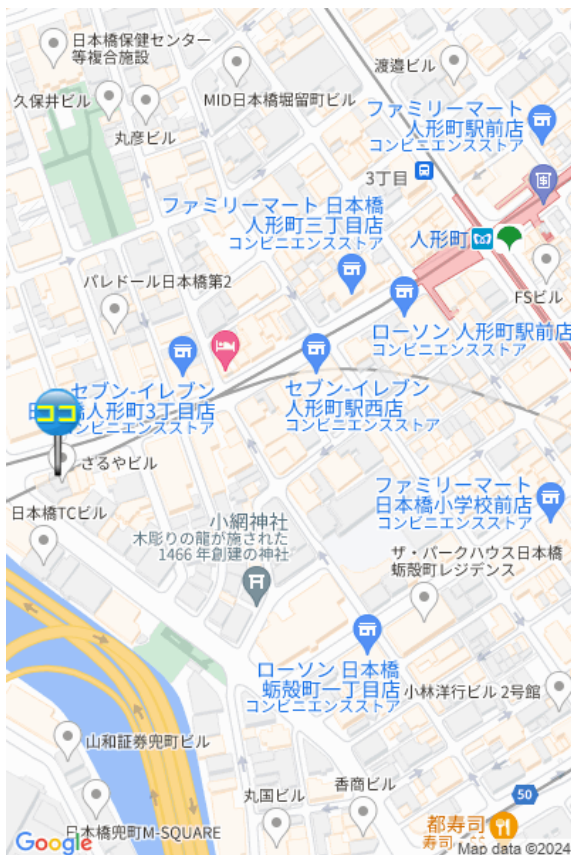 日本橋保健センター
等複合施設
久保井ビル
丸彦ビル
MID日本橋堀留町ビル
渡邉ビル
ファミリーマート
人形町駅前店
コンビニエンスストア
3丁目
ファミリーマート 日本橋
人形町三丁目店
コンビニエンスストア
人形町
FSビル
パレドール日本橋第2
ローソン 人形町駅前店
コンビニエンスストア
セブン-イレブン
人形町3丁目店
コンビニエンスストア
セブン-イレブン
人形町駅西店
コンビニエンスストア
ココ
さるやビル
日本橋TCビル
ファミリーマート
日本橋小学校前店
コンビニエンスストア
小網神社
木彫りの龍が施された
1466 年創建の神社
ザ・パークハウス日本橋
蛎殻町レジデンス
ローソン 日本橋
蛎殻町一丁目店
コンビニエンスストア
小林洋行ビル 2号館
山和証券兜町ビル
日本橋兜町M-SQUARE
丸国ビル
香商ビル
50
都寿司
寿司
Google
Map data ©2024